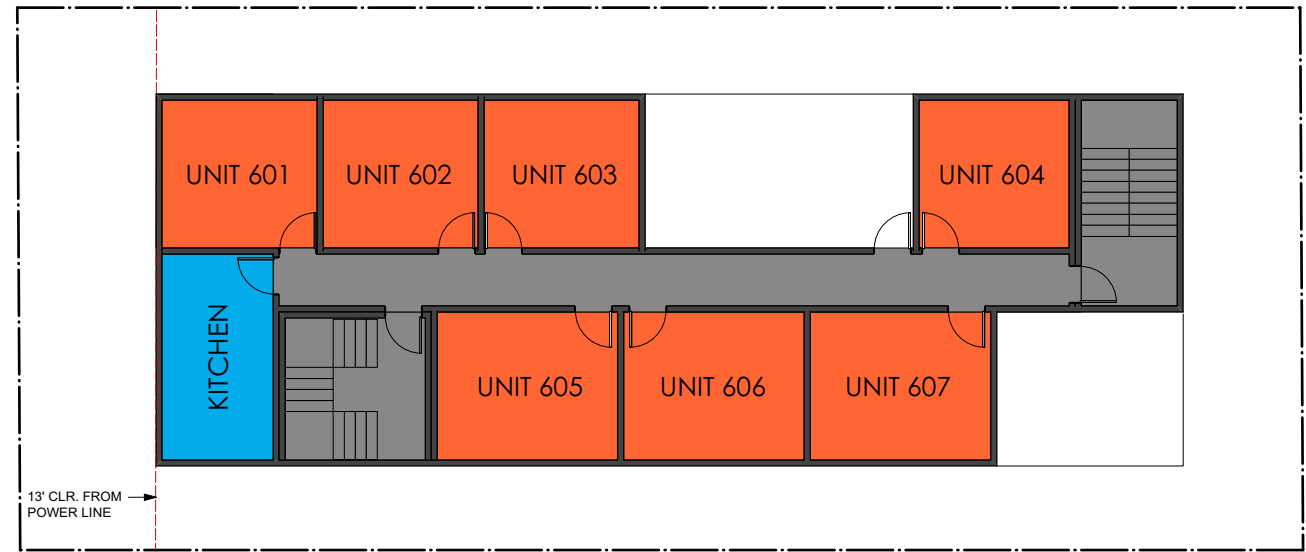 UNIT 601
UNIT 602
UNIT 603
UNIT 604
KITCHEN
UNIT 605
UNIT 606
UNIT 607
13' CLR. FROM
POWER LINE